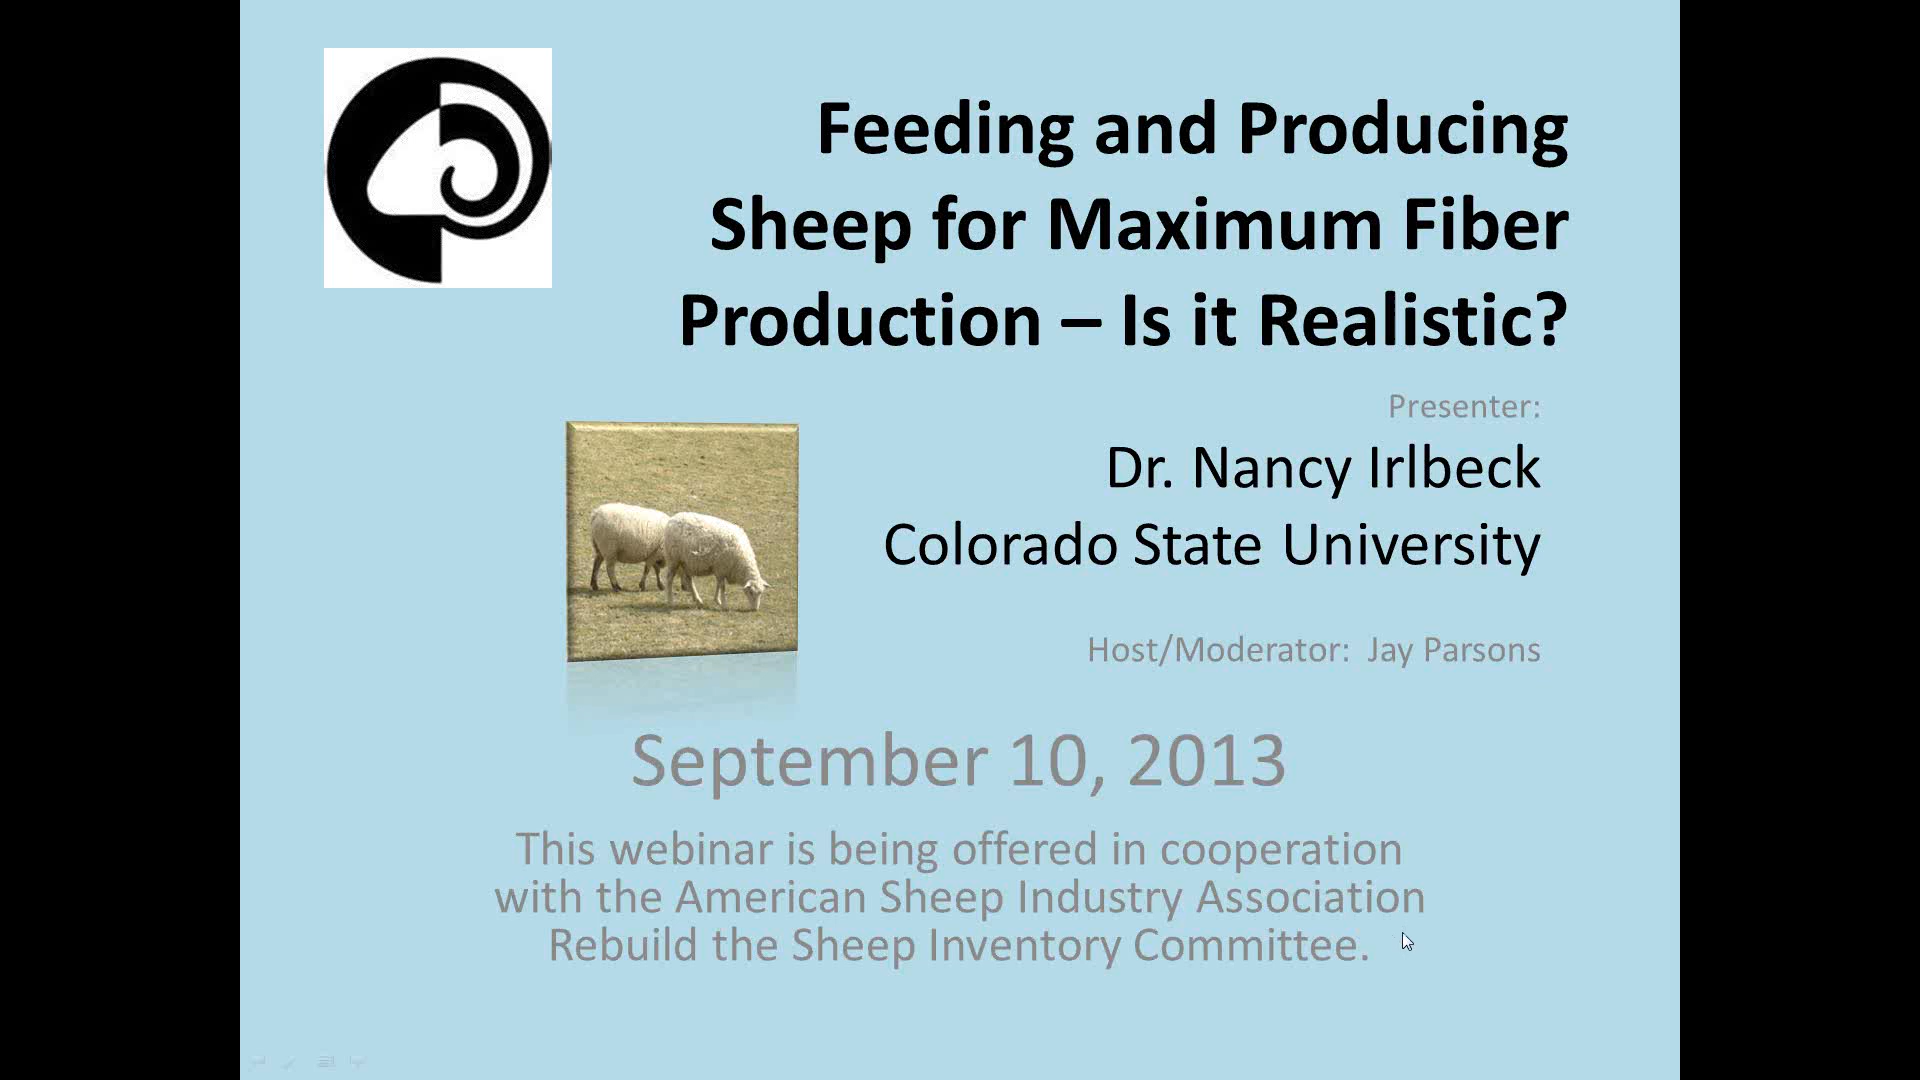 Feeding and Producing
Sheep for Maximum Fiber
Production – Is it Realistic?
Presenter:
Dr. Nancy Irlbeck
Colorado State University
Host/Moderator: Jay Parsons
September 10, 2013
This webinar is being offered in cooperation
with the American Sheep Industry Association
Rebuild the Sheep Inventory Committee.